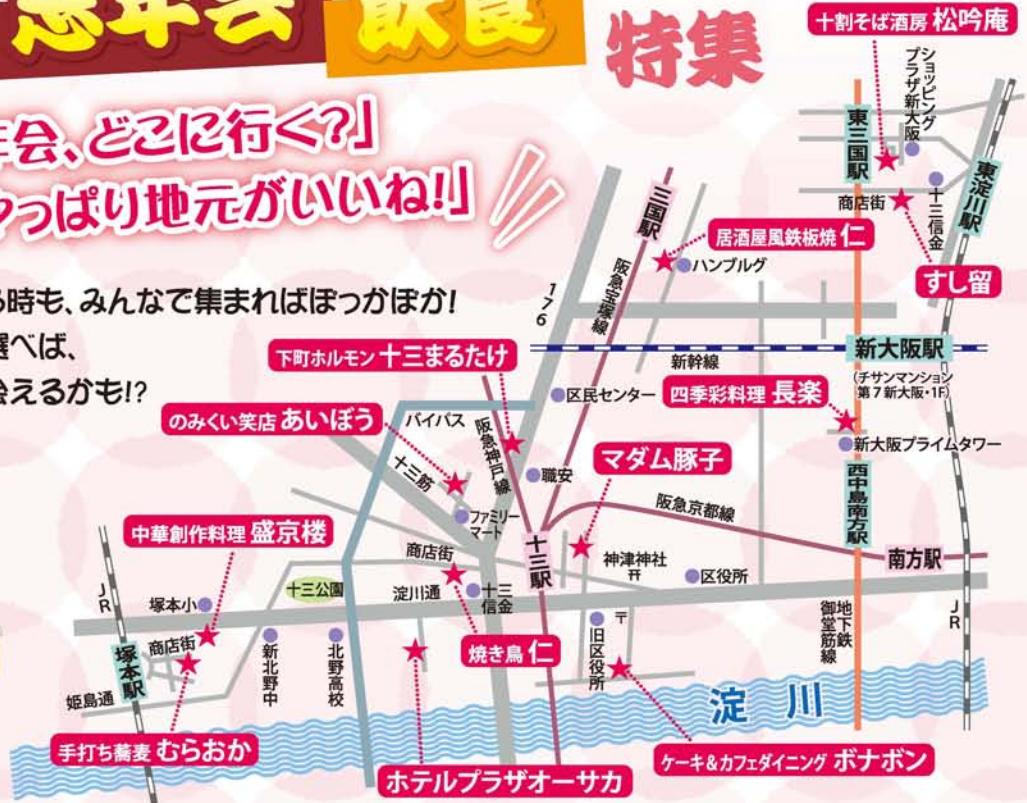 忘年会 飲食 特集
年会、どこに行く?」
やっぱり地元がいいね!」
時も、みんなで集まればぽっかぽか!
選べば、
会えるかも!?
十割そば酒房 松吟庵
ショッピング
プラザ新大阪
東三国駅
東淀川駅
商店街
十三信金
すし留
三国駅
居酒屋風鉄板焼 仁
ハンブルグ
阪急宝塚線
176
新幹線
新大阪駅
(チサンマンション
第7新大阪・1F)
下町ホルモン 十三まるたけ
区民センター
四季彩料理 長楽
新大阪プライムタワー
のみくい笑店 あいぼう
バイパス
阪急神戸線
十三筋
職安
マダム豚子
西中島南方駅
ファミリー
マート
阪急京都線
中華創作料理 盛京楼
商店街
十三駅
神津神社
区役所
南方駅
JR
塚本小
十三公園
淀川通
十三
信金
〒
地下鉄
御堂筋線
JR
商店街
塚本駅
新北野中
北野高校
焼き鳥 仁
旧区役所
姫島通
淀川
手打ち蕎麦 むらおか
ホテルプラザオーサカ
ケーキ&カフェダイニング ボナボン